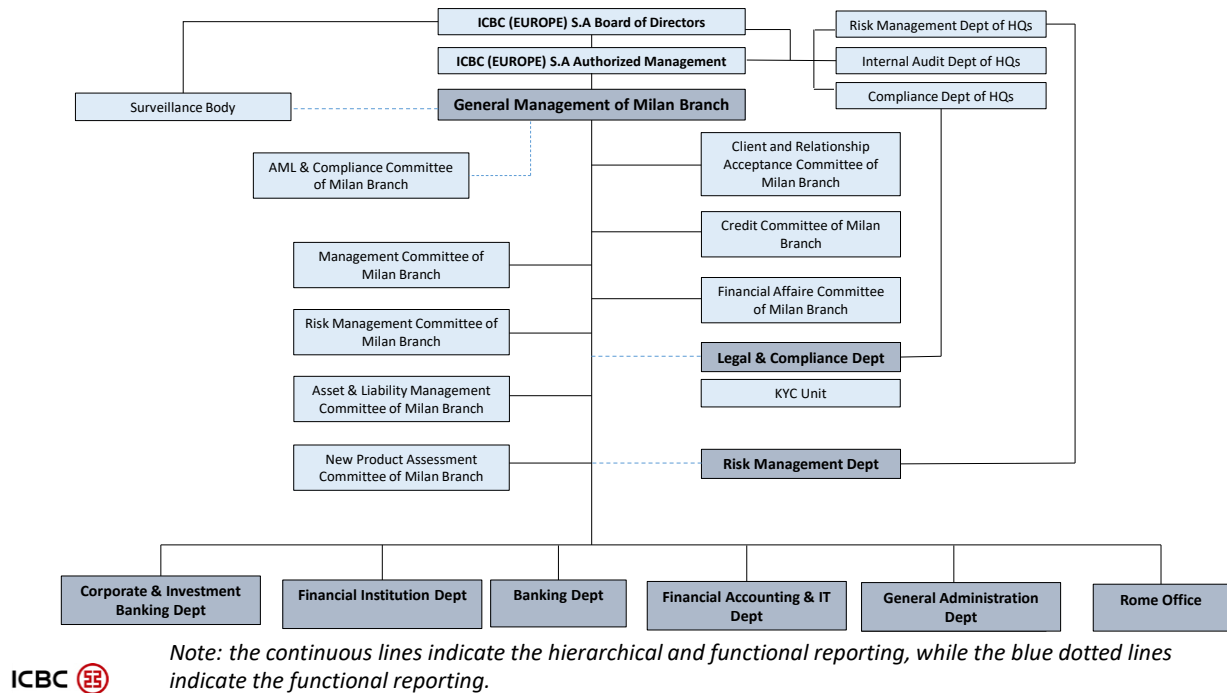 ICBC (EUROPE) S.A Board of Directors
Risk Management Dept of HQs
ICBC (EUROPE) S.A Authorized Management
Internal Audit Dept of HQs
Surveillance Body
General Management of Milan Branch
Compliance Dept of HQs
AML & Compliance Committee
of Milan Branch
Client and Relationship
Acceptance Committee of
Milan Branch
Credit Committee of Milan
Branch
Management Committee of
Milan Branch
Financial Affaire Committee
of Milan Branch
Risk Management Committee of
Milan Branch
Legal & Compliance Dept
KYC Unit
Asset & Liability Management
Committee of Milan Branch
New Product Assessment
Committee of Milan Branch
Risk Management Dept
Corporate & Investment
Banking Dept
Financial Institution Dept
Banking Dept
Financial Accounting & IT
Dept
General Administration
Dept
Rome Office
Note: the continuous lines indicate the hierarchical and functional reporting, while the blue dotted lines
indicate the functional reporting.
ICBC